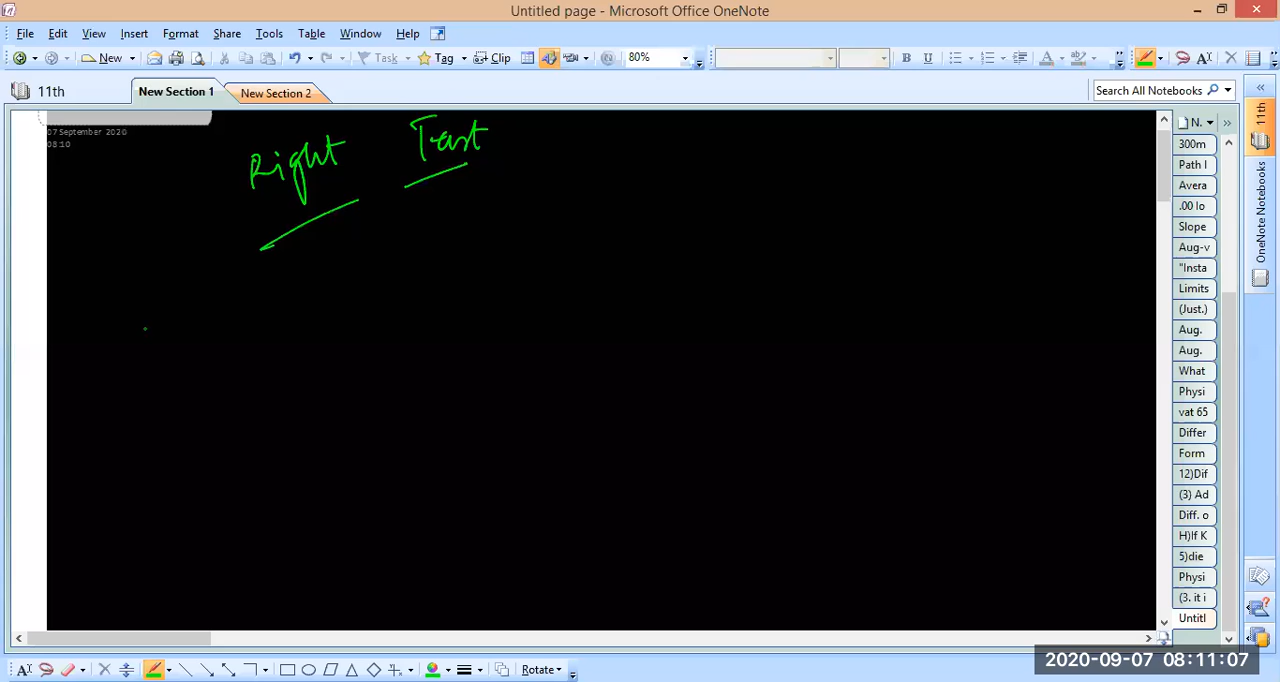 Untitled page - Microsoft Office OneNote
File Edit View Insert Format Share Tools Table Window Help
New Task Tag Clip 80% B U
11th New Section 1 New Section 2 Search All Notebooks
07 September 2020
08:10
Right Test
N.
300m
Path l
Avera
.00 lo
Slope
Aug-v
"Insta
Limits
(Just.)
Aug.
Aug.
What
Physi
vat 65
Differ
Form
12)Dif
(3) Ad
Diff. o
H)If K
5)die
Physi
(3. it i
Untitl
11th
OneNote Notebooks
2020-09-07 08:11:07
Rotate